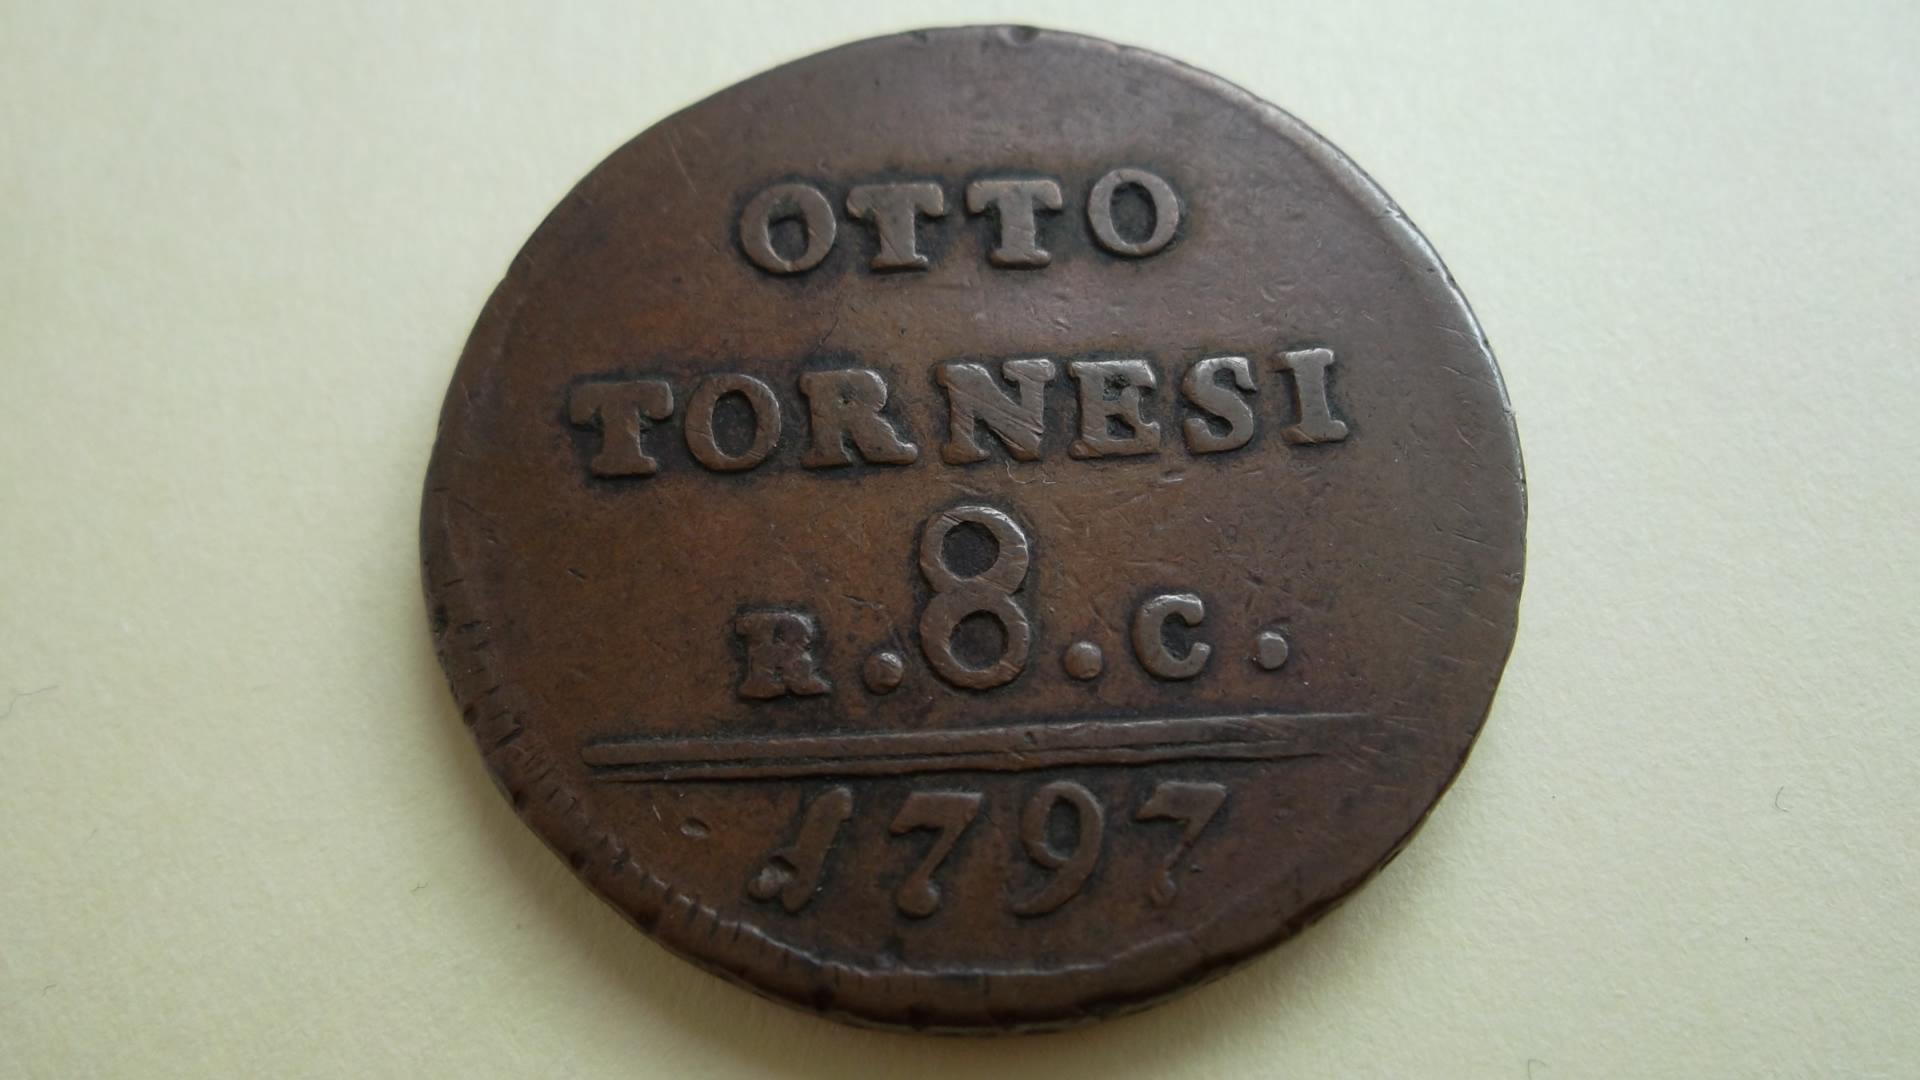 OTTO
TORNESI
R.8.C.
1797